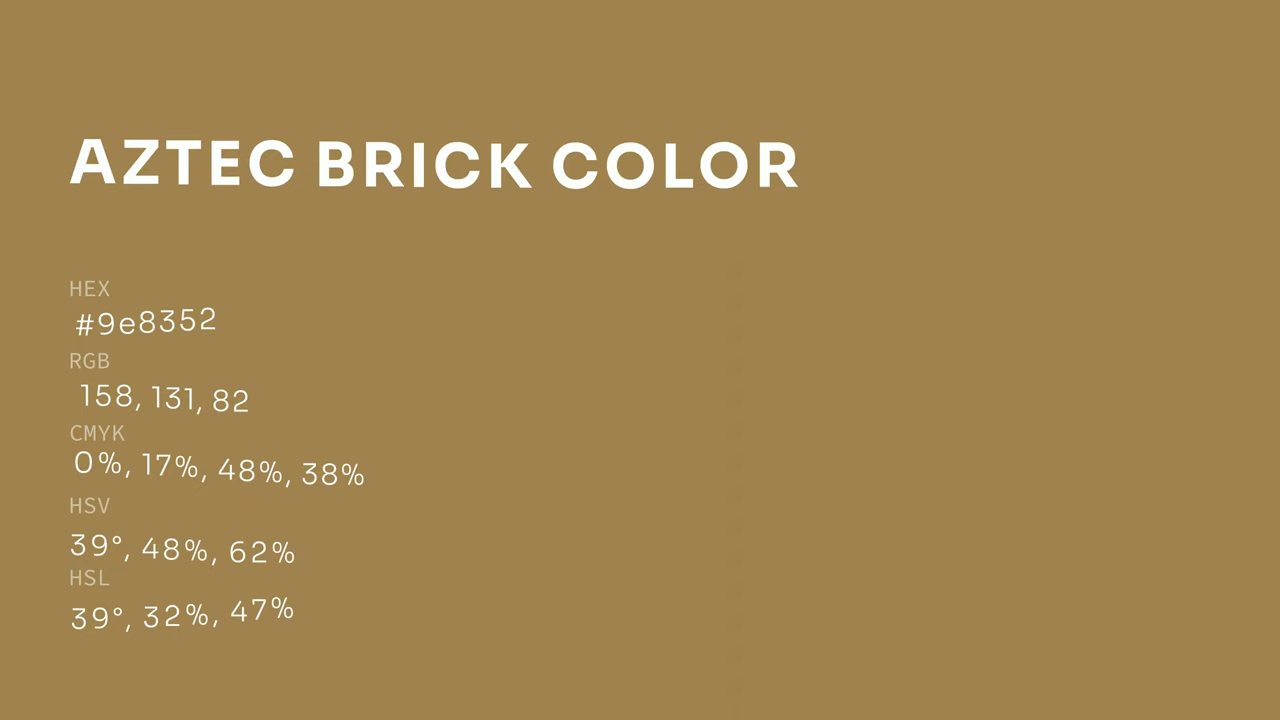 AZTEC BRICK COLOR
HEX
#9e8352
RGB
158, 131, 82
CMYK
0%, 17%, 48%, 38%
HSV
39°, 48%, 62%
HSL
39°, 32%, 47%